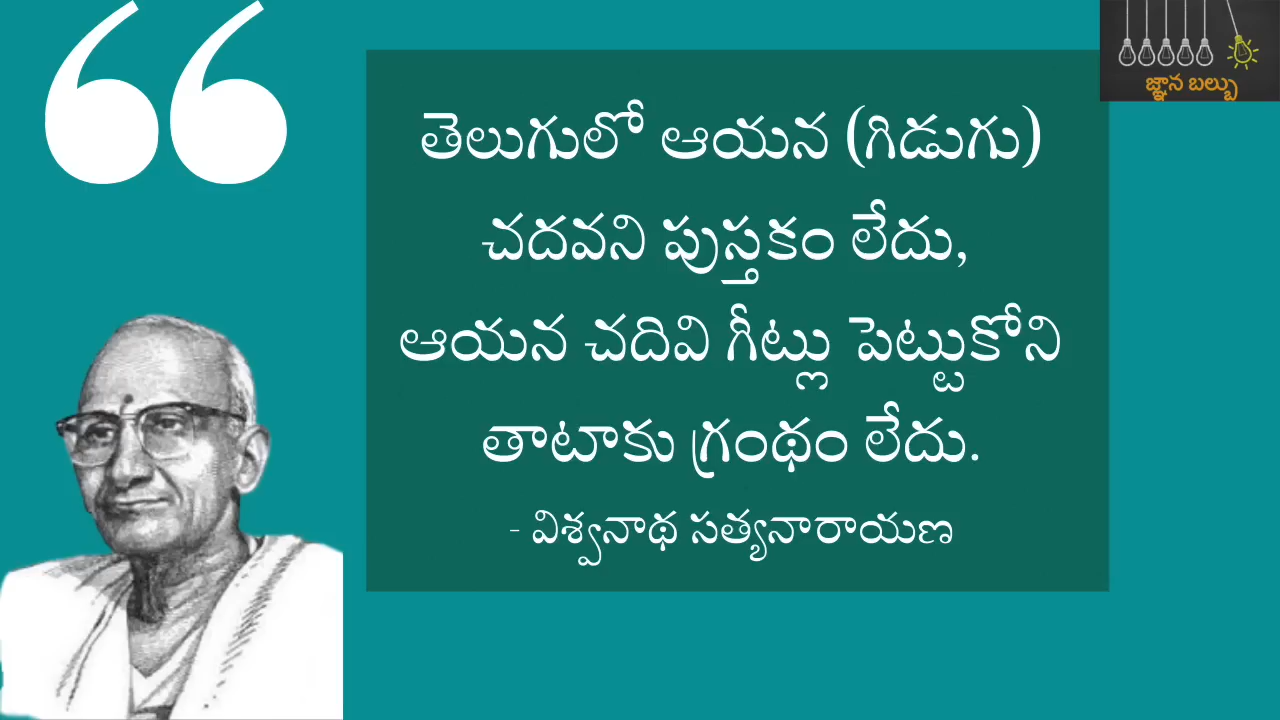 జ్ఞాన బల్బు
తెలుగులో ఆయన (గిడుగు)
చదవని పుస్తకం లేదు,
ఆయన చదివి గీట్లు పెట్టుకోని
తాటాకు గ్రంథం లేదు.
- విశ్వనాథ సత్యనారాయణ